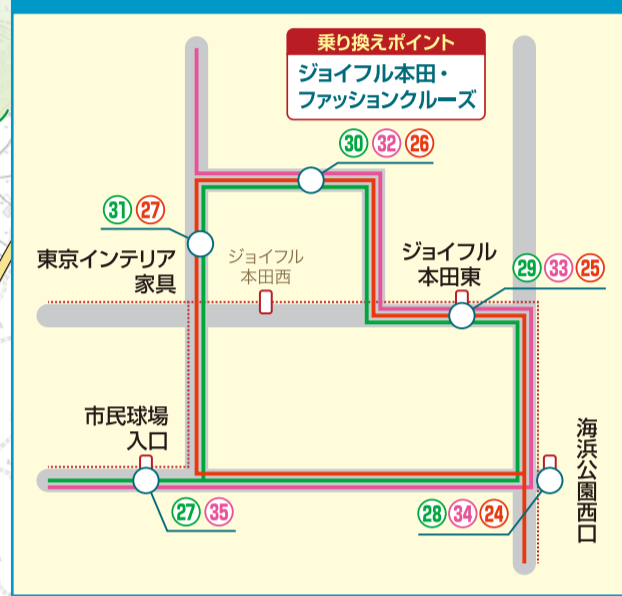 乗り換えポイント
ジョイフル本田・
ファッションクルーズ
㉚ ㉜ ㉖
㉛ ㉗
東京インテリア
家具
ジョイフル
本田西
ジョイフル
本田東
㉙ ㉝ ㉕
市民球場
入口
㉗ ㉟
㉘ ㉞ ㉔
海浜公園西口